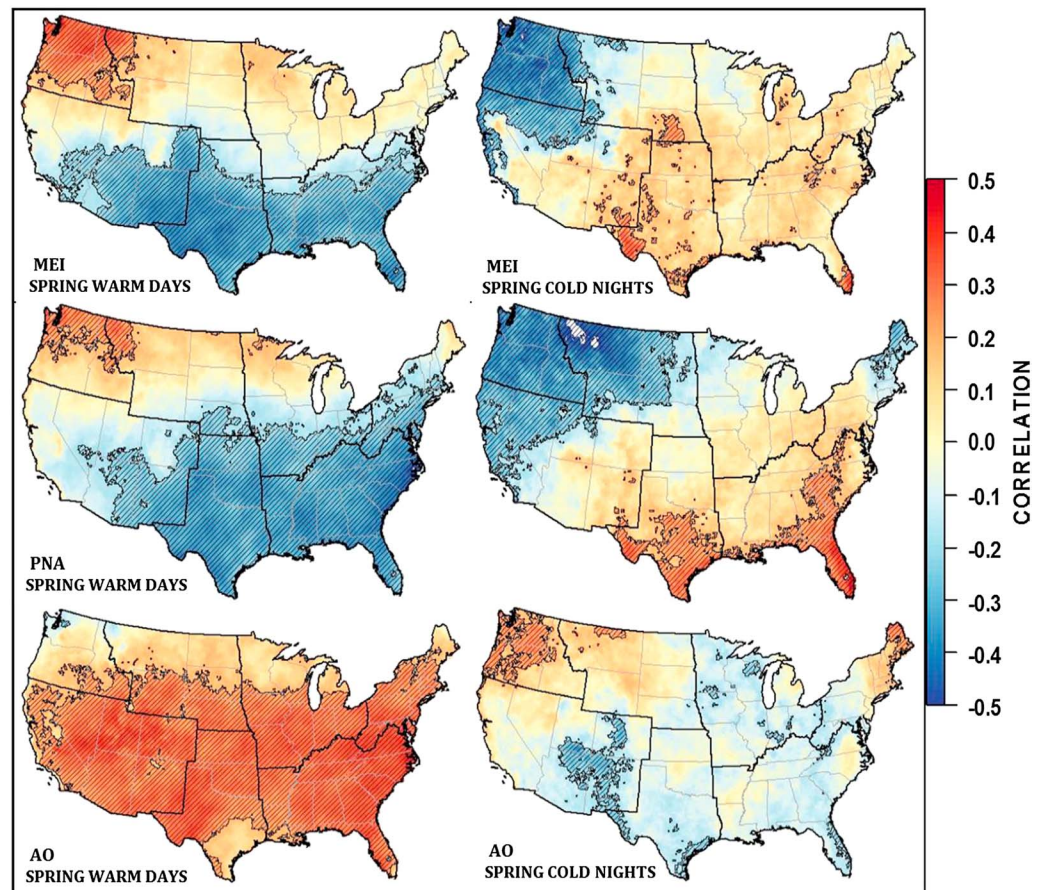 MEI
SPRING WARM DAYS
MEI
SPRING COLD NIGHTS
PNA
SPRING WARM DAYS
AO
SPRING WARM DAYS
AO
SPRING COLD NIGHTS
0.5
0.4
0.3
0.2
0.1
0.0
-0.1
-0.2
-0.3
-0.4
-0.5
CORRELATION